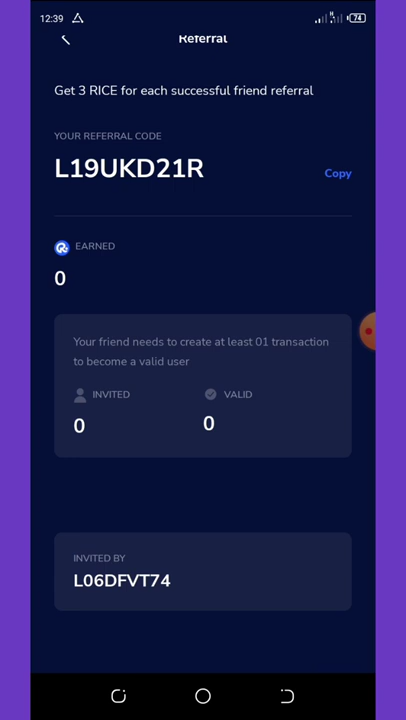 12:39
74
Referral
Get 3 RICE for each successful friend referral
YOUR REFERRAL CODE
L19UKD21R
Copy
EARNED
0
Your friend needs to create at least 01 transaction
to become a valid user
INVITED
VALID
0
0
INVITED BY
L06DFVT74